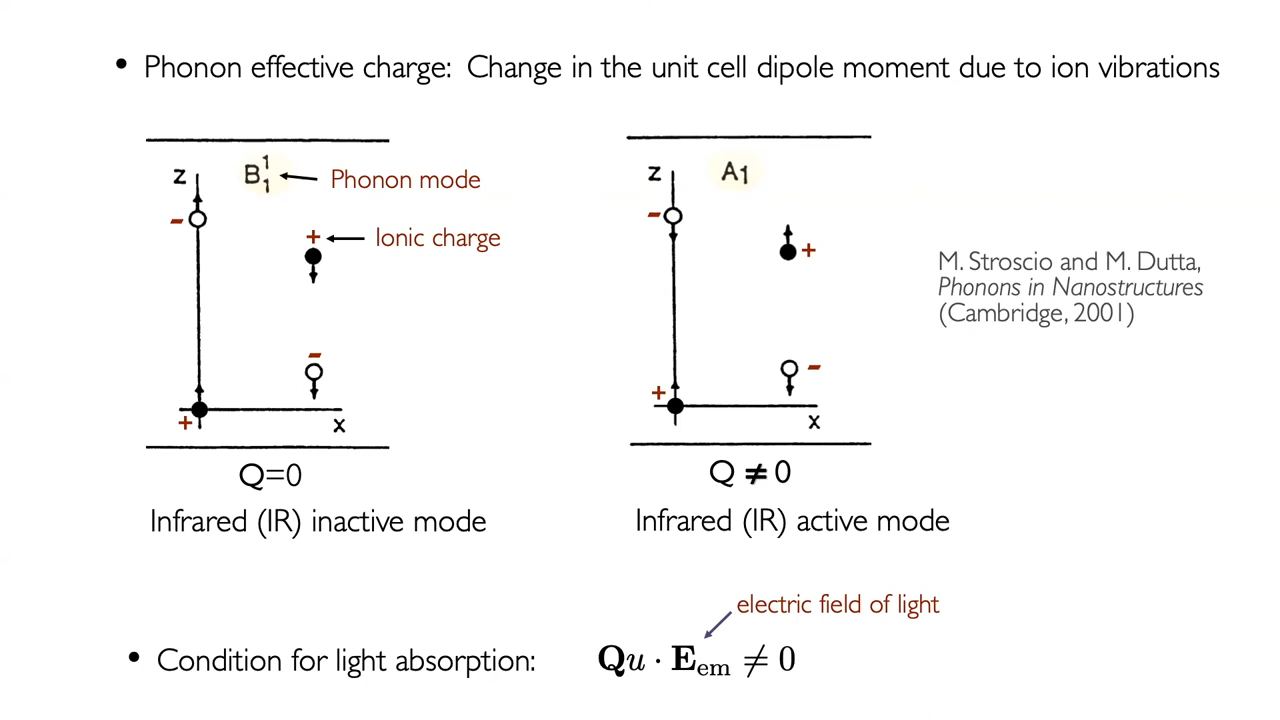 • Phonon effective charge: Change in the unit cell dipole moment due to ion vibrations
z B₁¹ Phonon mode
-
+ Ionic charge
-
+
x
Q=0
Infrared (IR) inactive mode
z A1
-
+
-
+
x
Q ≠ 0
Infrared (IR) active mode
M. Stroscio and M. Dutta,
Phonons in Nanostructures
(Cambridge, 2001)
electric field of light
• Condition for light absorption: Qu · E_em ≠ 0